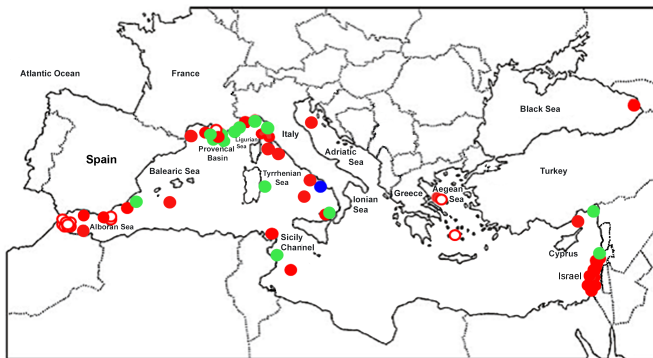 Atlantic Ocean
France
Black Sea
Italy
Ligurian
Sea
Provencal
Basin
Adriatic
Sea
Spain
Balearic Sea
Tyrrhenian
Sea
Turkey
Greece
Aegean
Sea
Ionian
Sea
Alboran Sea
Sicily
Channel
Cyprus
Israel